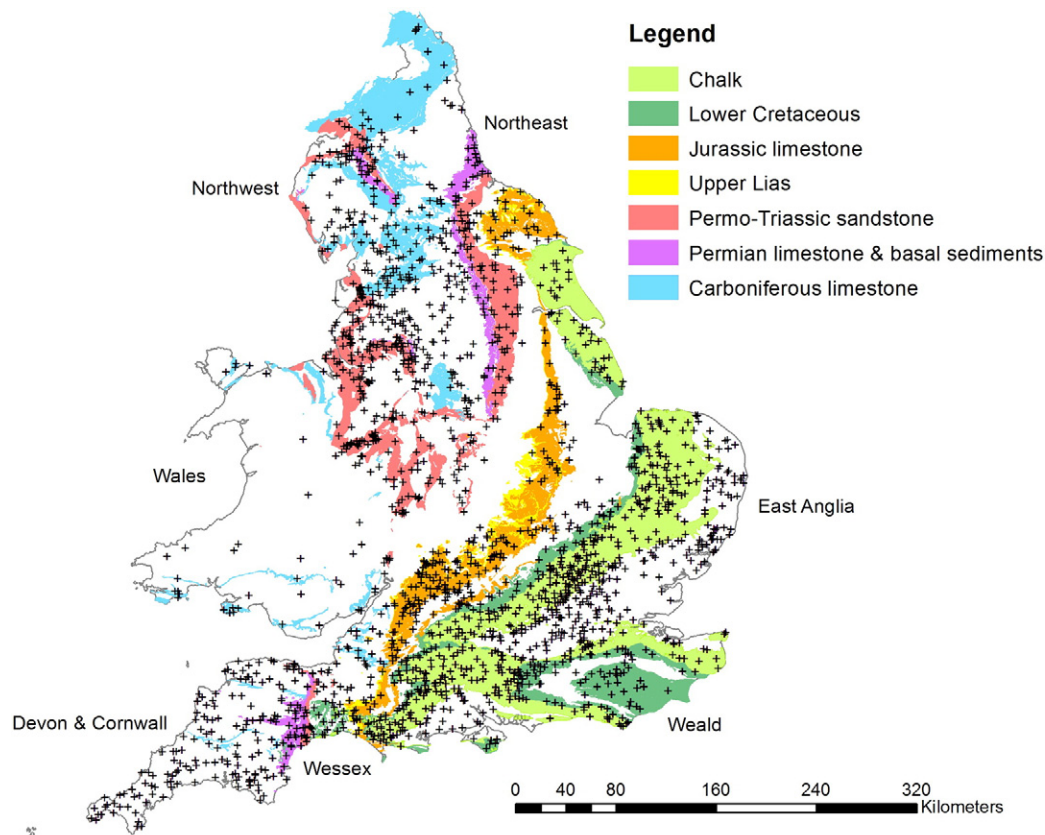 Legend
Chalk
Lower Cretaceous
Jurassic limestone
Upper Lias
Permo-Triassic sandstone
Permian limestone & basal sediments
Carboniferous limestone
Northeast
Northwest
Wales
East Anglia
Devon & Cornwall
Wessex
Weald
0 40 80 160 240 320
Kilometers